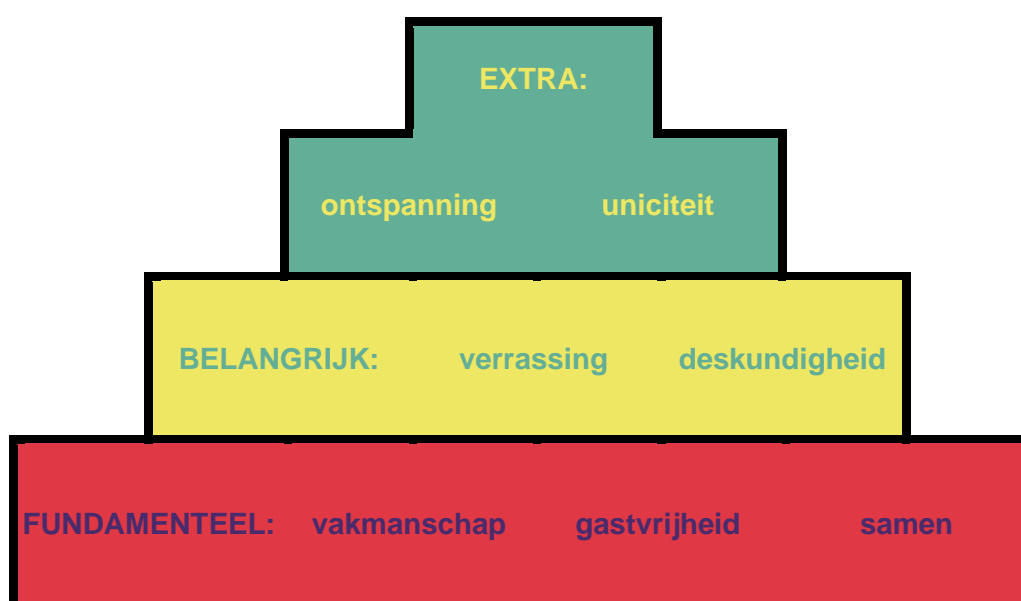 EXTRA:
ontspanning uniciteit
BELANGRIJK: verrassing deskundigheid
FUNDAMENTEEL: vakmanschap gastvrijheid samen